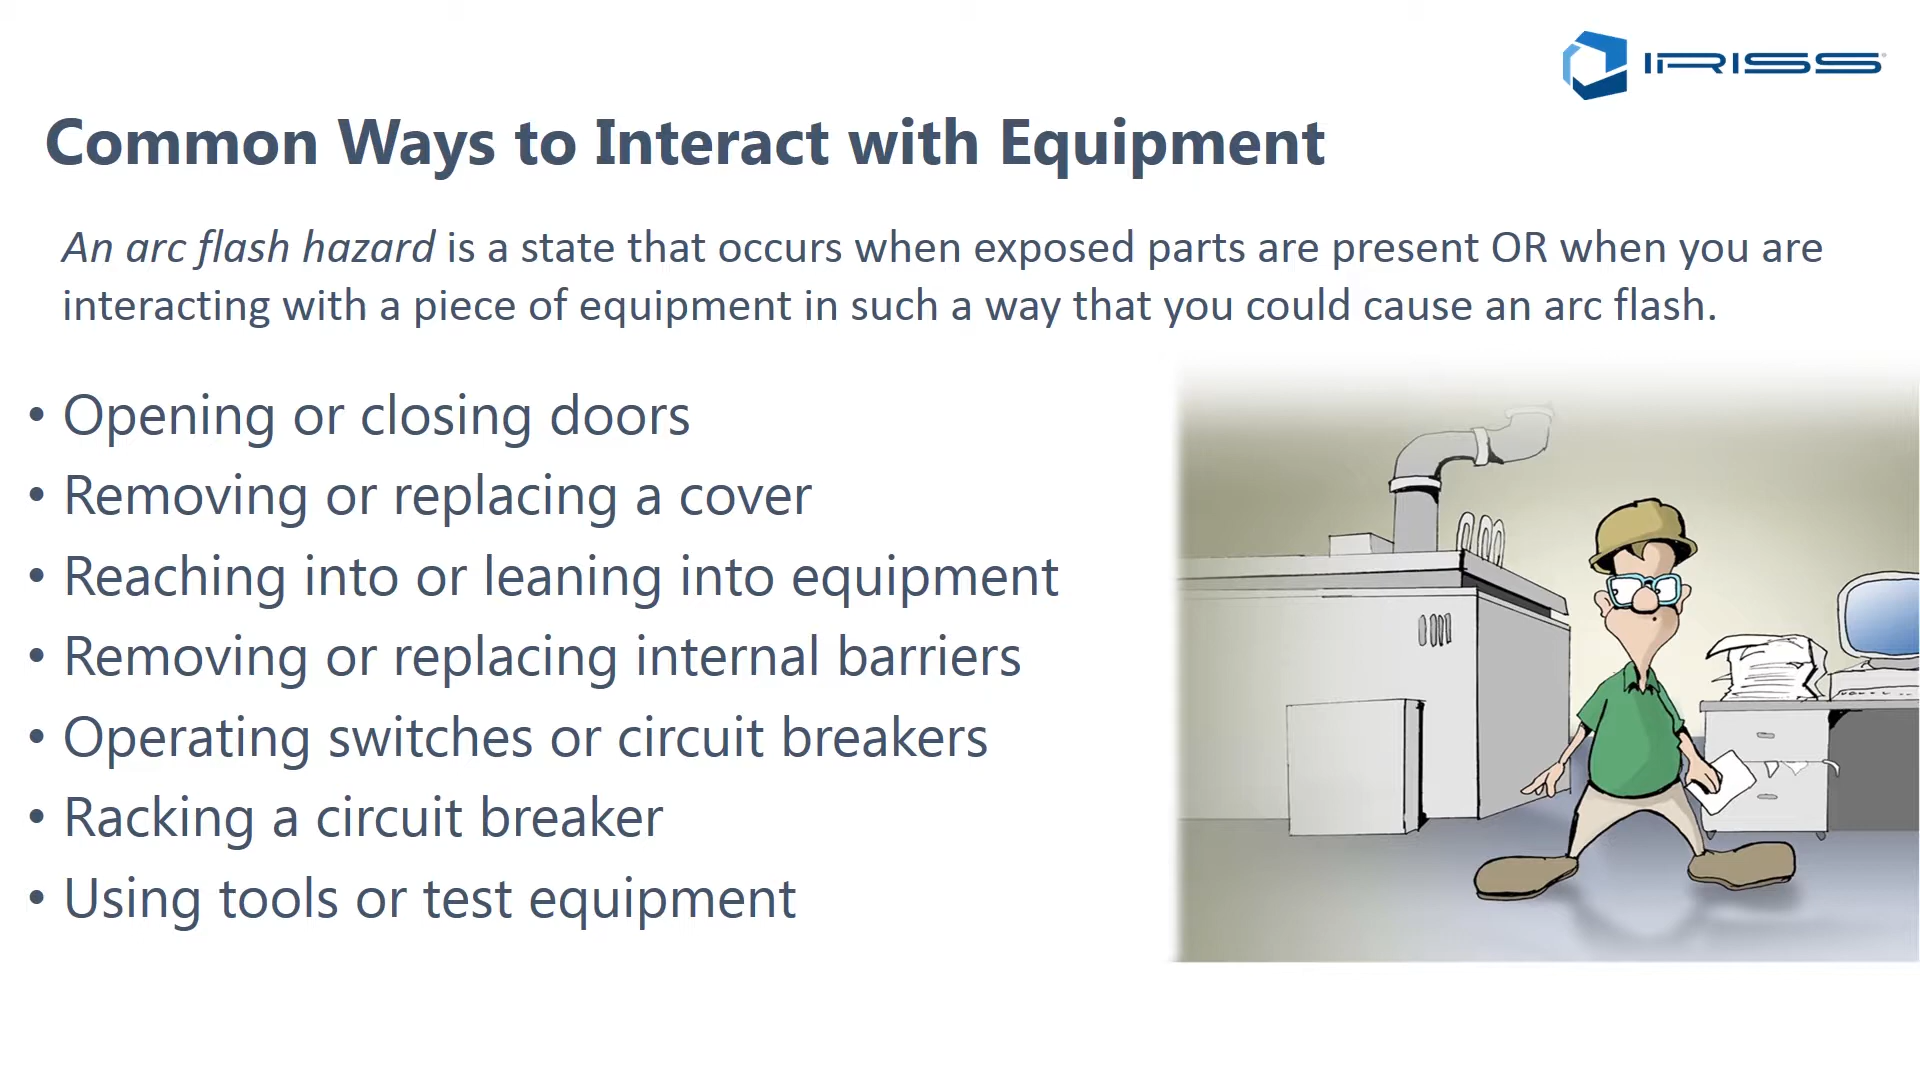 IRISS
Common Ways to Interact with Equipment
An arc flash hazard is a state that occurs when exposed parts are present OR when you are
interacting with a piece of equipment in such a way that you could cause an arc flash.
• Opening or closing doors
• Removing or replacing a cover
• Reaching into or leaning into equipment
• Removing or replacing internal barriers
• Operating switches or circuit breakers
• Racking a circuit breaker
• Using tools or test equipment